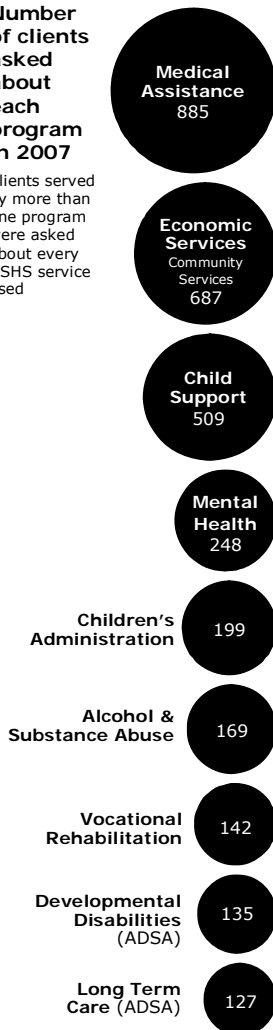 Number
of clients
asked
about
each
program
in 2007
Clients served
by more than
one program
were asked
about every
DSHS service
used
Medical
Assistance
885
Economic
Services
Community
Services
687
Child
Support
509
Mental
Health
248
Children's
Administration
199
Alcohol &
Substance Abuse
169
Vocational
Rehabilitation
142
Developmental
Disabilities
(ADSA)
135
Long Term
Care (ADSA)
127